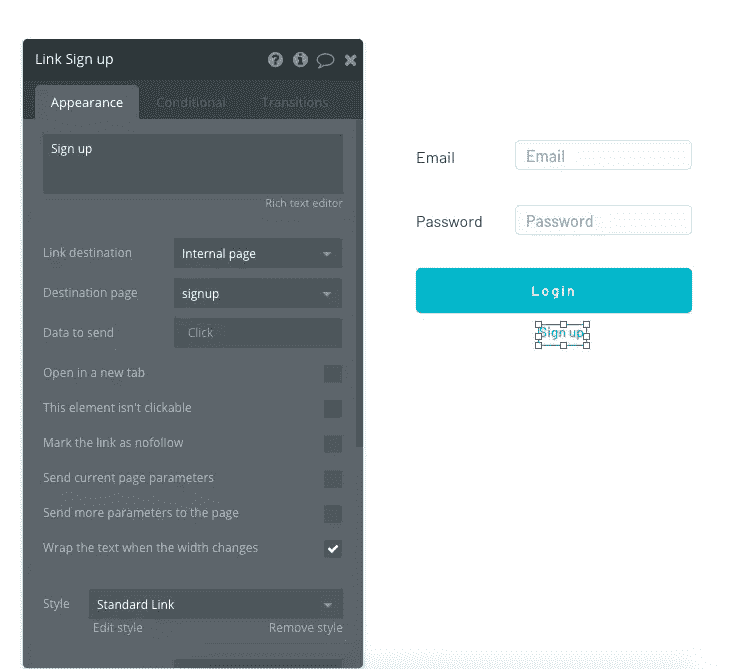 Link Sign up
Appearance
Conditional
Transitions
Sign up
Rich text editor
Link destination
Internal page
Destination page
signup
Data to send
Click
Open in a new tab
This element isn't clickable
Mark the link as nofollow
Send current page parameters
Send more parameters to the page
Wrap the text when the width changes
Style
Standard Link
Edit style
Remove style
Email
Email
Password
Password
Login
Sign up